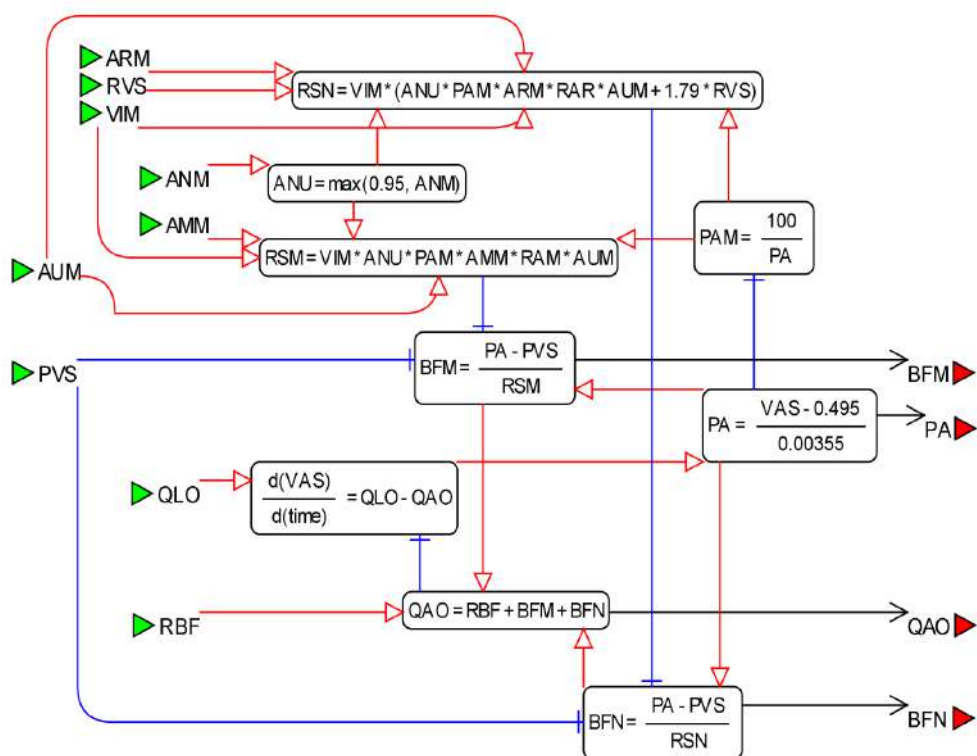 ARM
RVS
VIM
RSN = VIM * (ANU * PAM * ARM * RAR * AUM + 1.79 * RVS)
ANM
ANU = max(0.95, ANM)
AMM
RSM = VIM * ANU * PAM * AMM * RAM * AUM
PAM = 100
PA
AUM
PVS
BFM = PA - PVS
RSM
BFM
PA = VAS - 0.495
0.00355
PA
QLO
d(VAS)
d(time)
= QLO - QAO
RBF
QAO = RBF + BFM + BFN
QAO
BFN = PA - PVS
RSN
BFN